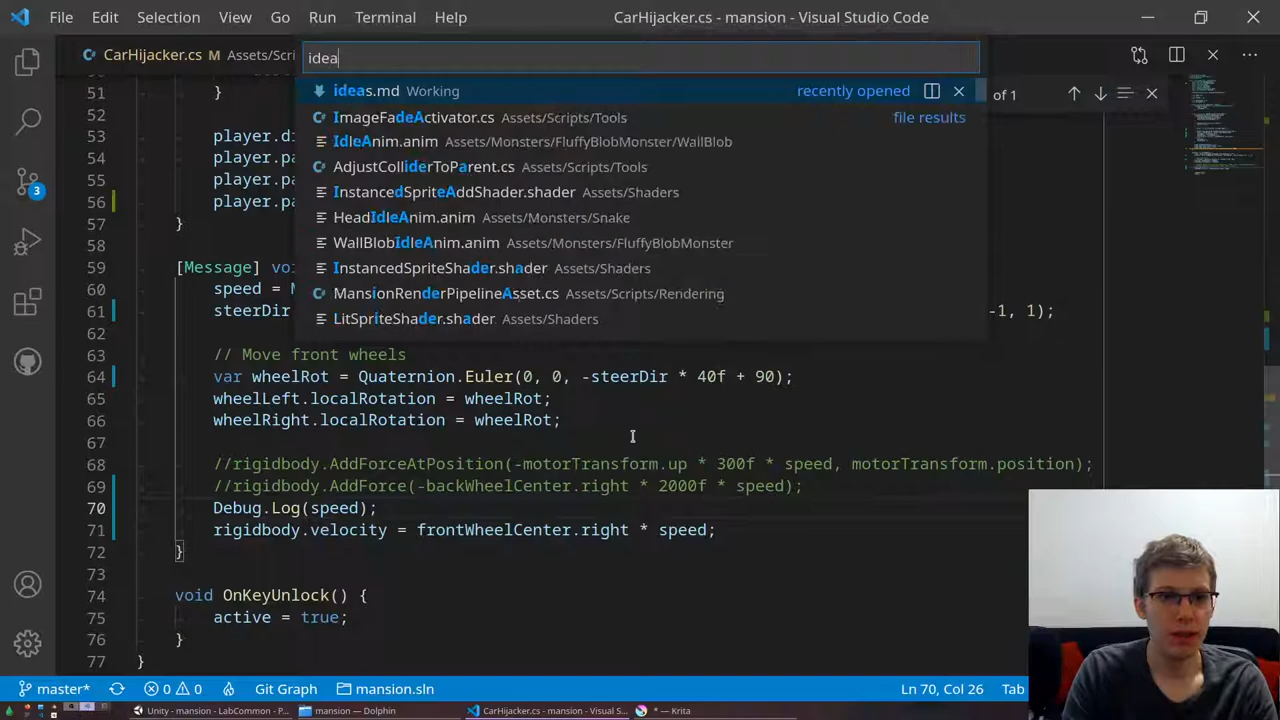 File Edit Selection View Go Run Terminal Help CarHijacker.cs - mansion - Visual Studio Code
CarHijacker.cs M Assets/Scri
idea
ideas.md Working recently opened
of 1
ImageFadeActivator.cs Assets/Scripts/Tools file results
IdleAnim.anim Assets/Monsters/FluffyBlobMonster/WallBlob
AdjustColliderToParent.cs Assets/Scripts/Tools
InstancedSpriteAddShader.shader Assets/Shaders
HeadIdleAnim.anim Assets/Monsters/Snake
WallBlobIdleAnim.anim Assets/Monsters/FluffyBlobMonster
InstancedSpriteShader.shader Assets/Shaders
MansionRenderPipelineAsset.cs Assets/Scripts/Rendering
LitSpriteShader.shader Assets/Shaders
51 }
52
53 player.di
54 player.pa
55 player.pa
56 player.pa
57 }
58
59 [Message] voi
60 speed = M
61 steerDir -1, 1);
62
63 // Move front wheels
64 var wheelRot = Quaternion.Euler(0, 0, -steerDir * 40f + 90);
65 wheelLeft.localRotation = wheelRot;
66 wheelRight.localRotation = wheelRot;
67
68 //rigidbody.AddForceAtPosition(-motorTransform.up * 300f * speed, motorTransform.position);
69 //rigidbody.AddForce(-backWheelCenter.right * 2000f * speed);
70 Debug.Log(speed);
71 rigidbody.velocity = frontWheelCenter.right * speed;
72 }
73
74 void OnKeyUnlock() {
75 active = true;
76 }
77 }
3
master* 0 0 Git Graph mansion.sln Ln 70, Col 26 Tab
Unity - mansion - LabCommon - P... mansion — Dolphin CarHijacker.cs - mansion - Visual S... * — Krita